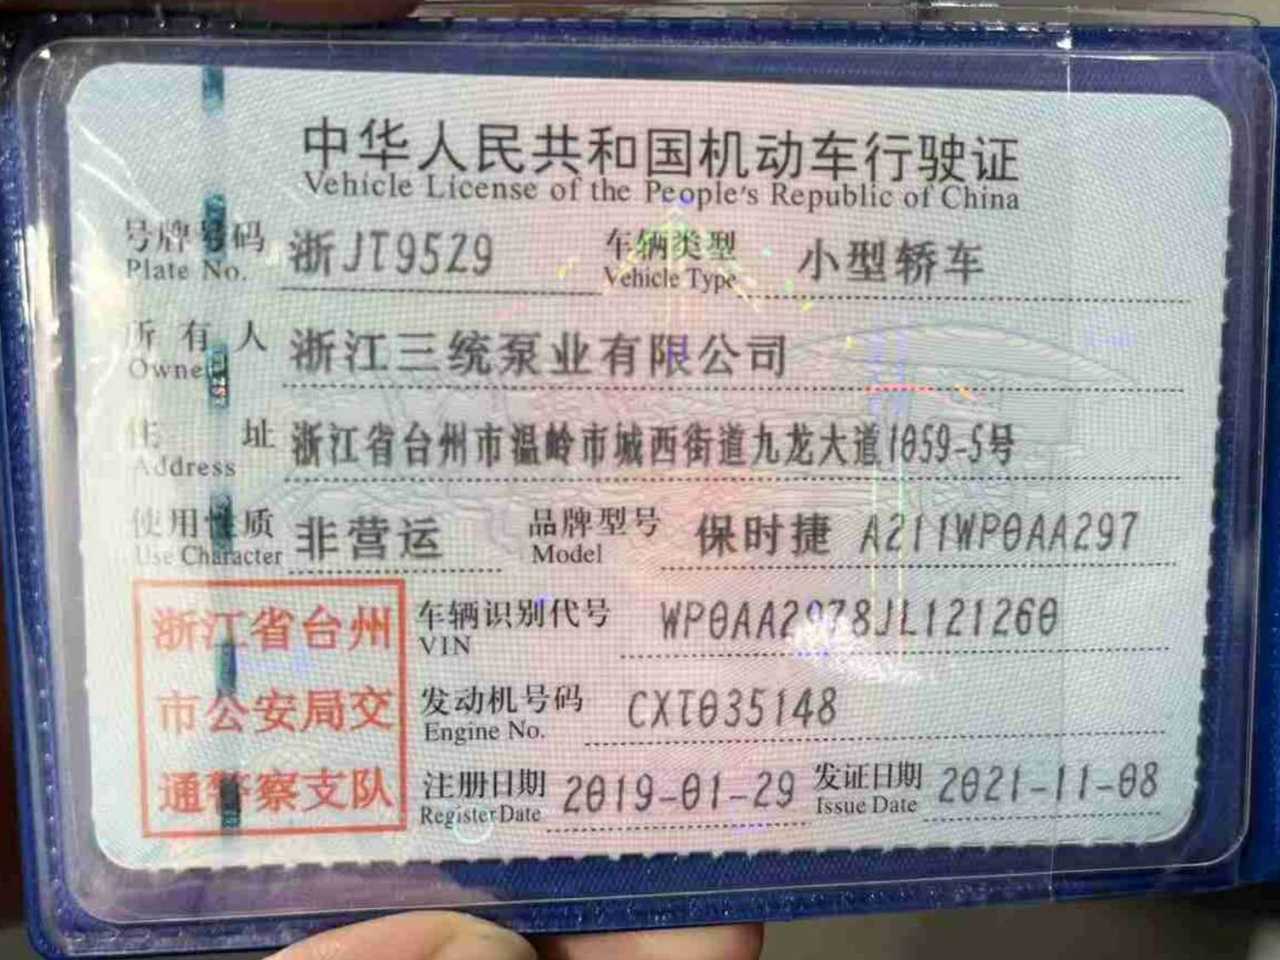 中华人民共和国机动车行驶证
Vehicle License of the People's Republic of China
号牌号码 浙JT95Z9 车辆类型 小型轿车
Plate No. Vehicle Type
所有人 浙江三统泵业有限公司
Owner
住址 浙江省台州市温岭市城西街道九龙大道1059-5号
Address
使用性质 非营运 品牌型号 保时捷 A211WP0AA297
Use Character Model
浙江省台州 车辆识别代号 WP0AA2978JL121260
VIN
市公安局交 发动机号码 CXT035148
Engine No.
通警察支队 注册日期 2019-01-29 发证日期 2021-11-08
Register Date Issue Date